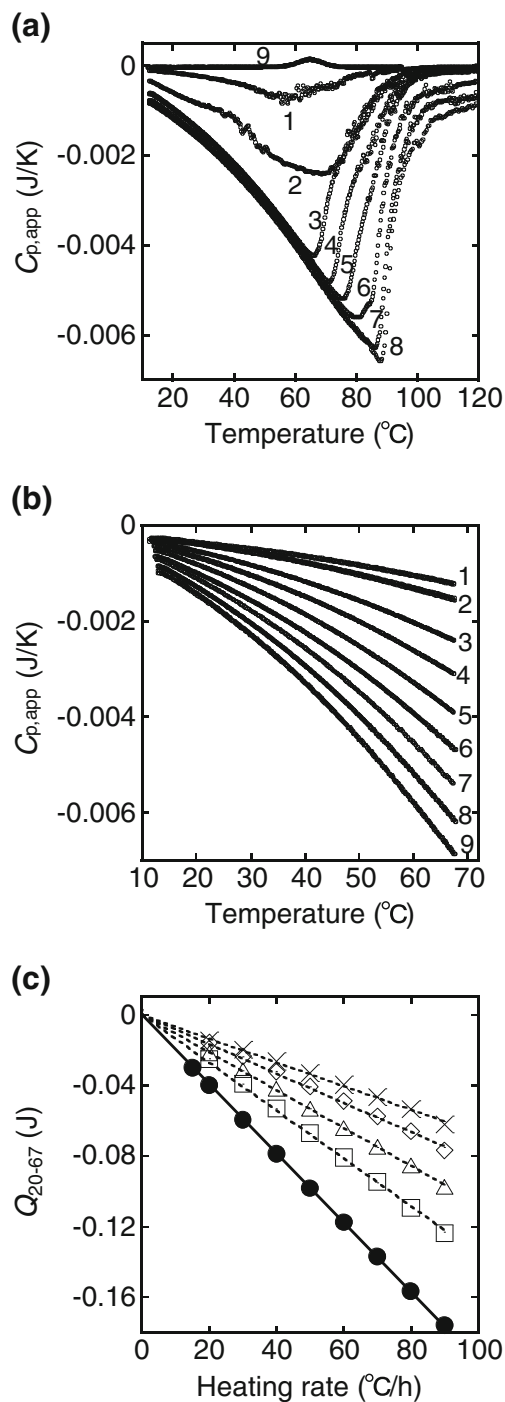 (a)
0
-0.002
-0.004
-0.006
C_p,app (J/K)
9
1
2
3
4
5
6
7
8
20 40 60 80 100 120
Temperature (°C)
(b)
0
-0.002
-0.004
-0.006
C_p,app (J/K)
1
2
3
4
5
6
7
8
9
10 20 30 40 50 60 70
Temperature (°C)
(c)
0
-0.04
-0.08
-0.12
-0.16
Q_20-67 (J)
0 20 40 60 80 100
Heating rate (°C/h)